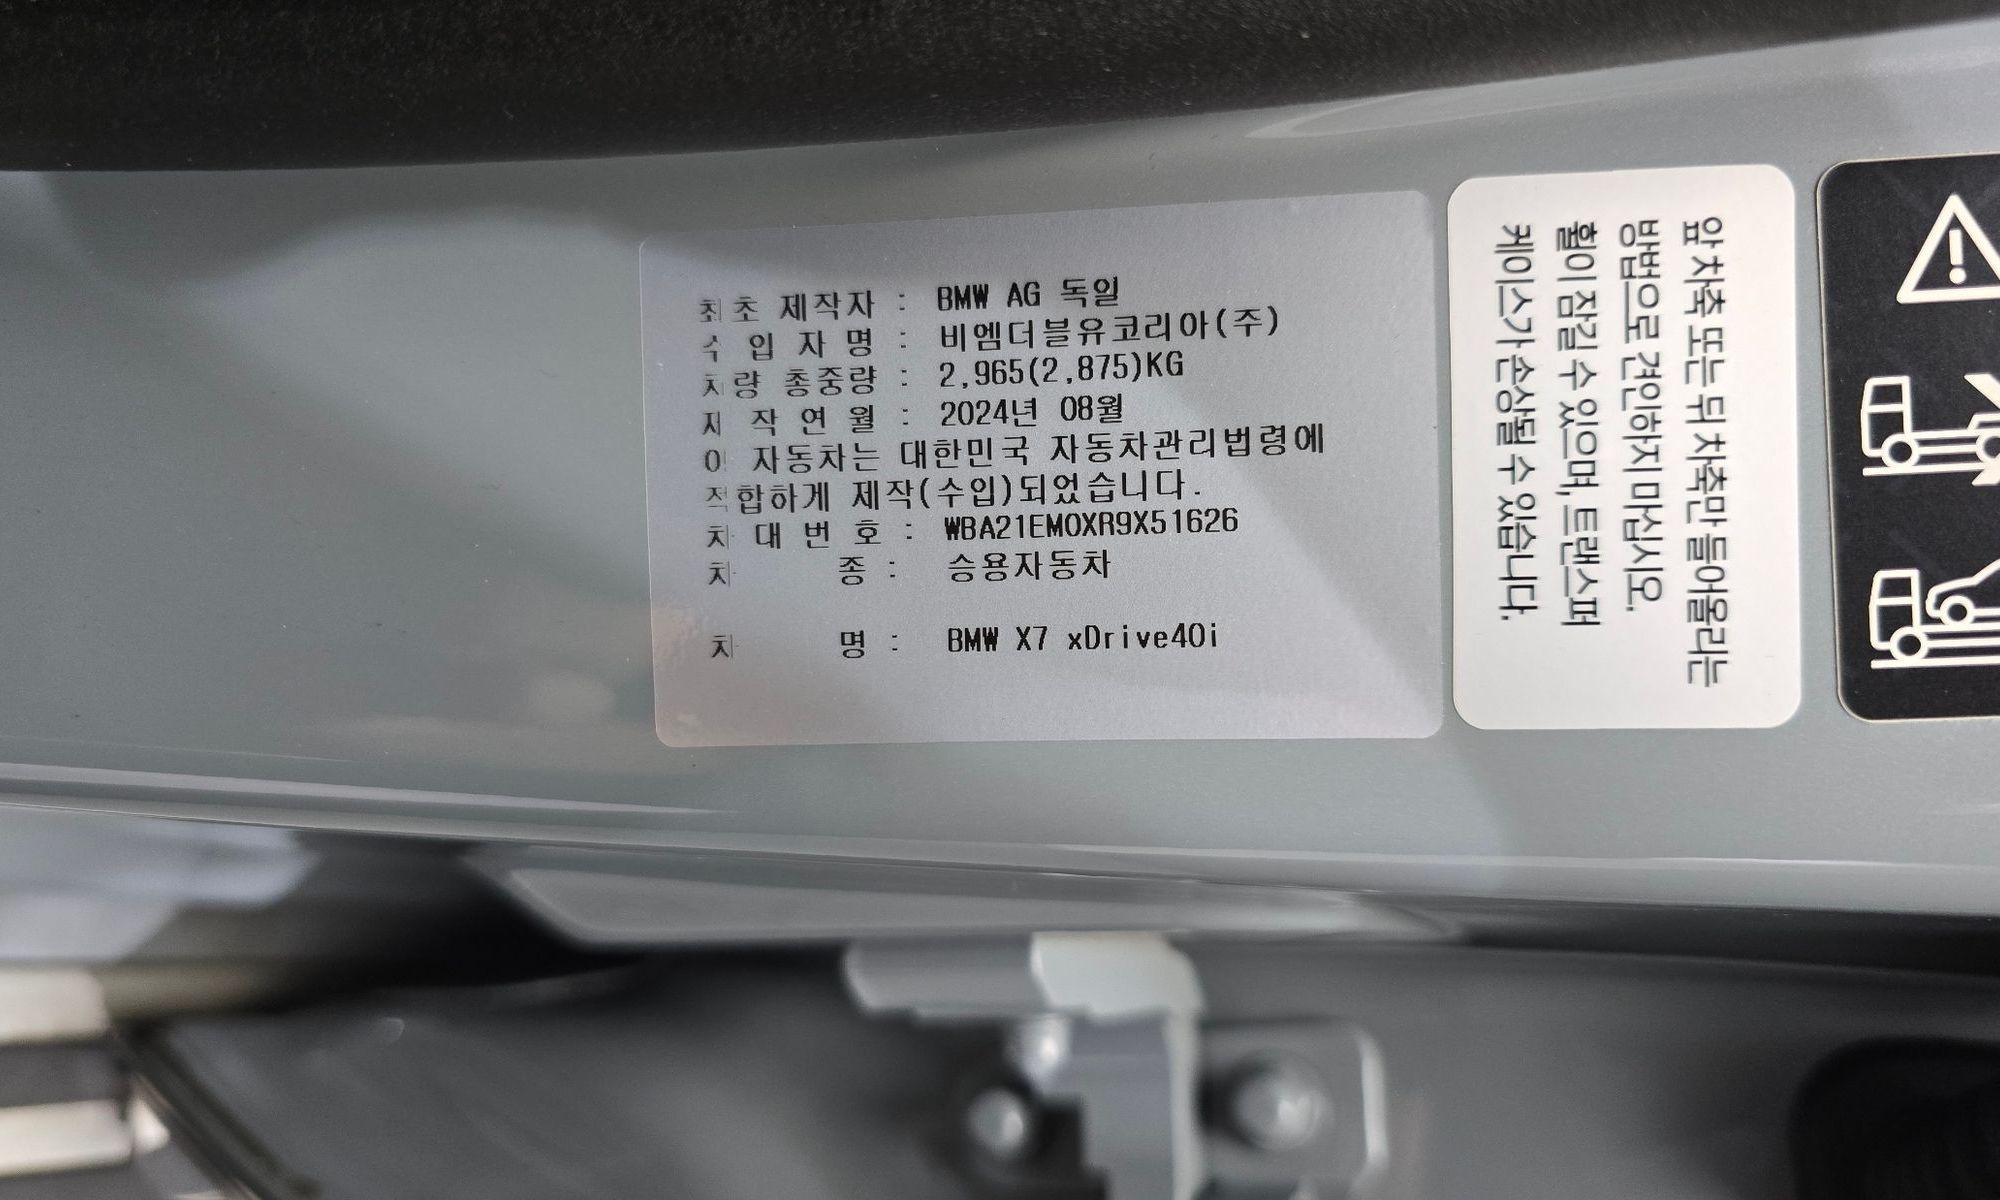 최초 제작자 : BMW AG 독일
수 입 자 명 : 비엠더블유코리아(주)
차량 총중량 : 2,965(2,875)KG
제 작 연 월 : 2024년 08월
이 자동차는 대한민국 자동차관리법령에
적합하게 제작(수입)되었습니다.
차 대 번 호 : WBA21EM0XR9X51626
차 종 : 승용자동차
차 명 : BMW X7 xDrive40i
앞 차축 또는 뒤 차축만 들어올리는
방법으로 견인하지 마십시오.
휠이 잠길 수 있으며, 트랜스퍼
케이스가 손상될 수 있습니다.